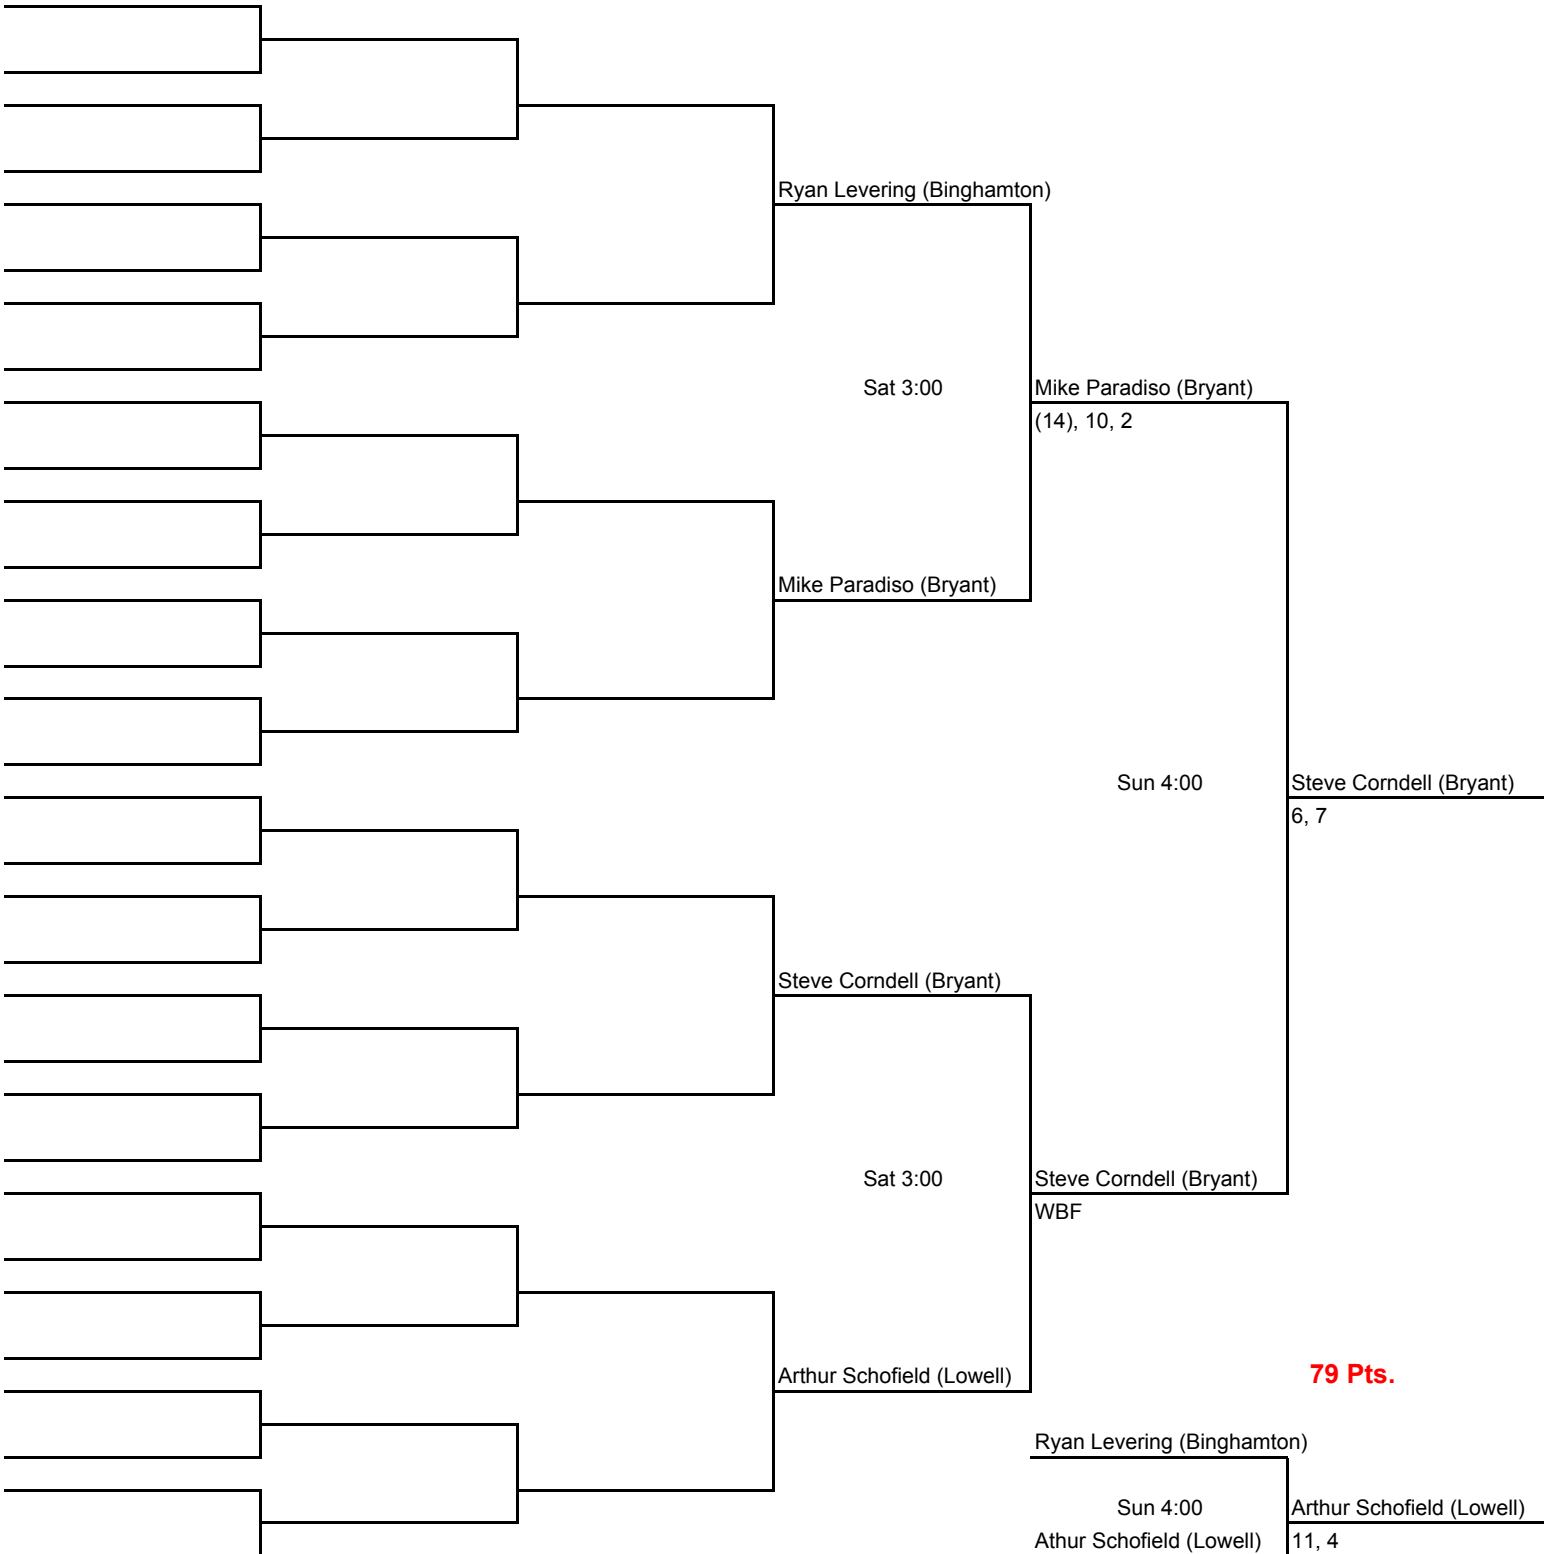 Ryan Levering (Binghamton)
Sat 3:00
Mike Paradiso (Bryant)
(14), 10, 2
Mike Paradiso (Bryant)
Sun 4:00
Steve Corndell (Bryant)
6, 7
Steve Corndell (Bryant)
Sat 3:00
Steve Corndell (Bryant)
WBF
Arthur Schofield (Lowell)
79 Pts.
Ryan Levering (Binghamton)
Sun 4:00
Arthur Schofield (Lowell)
Athur Schofield (Lowell)
11, 4